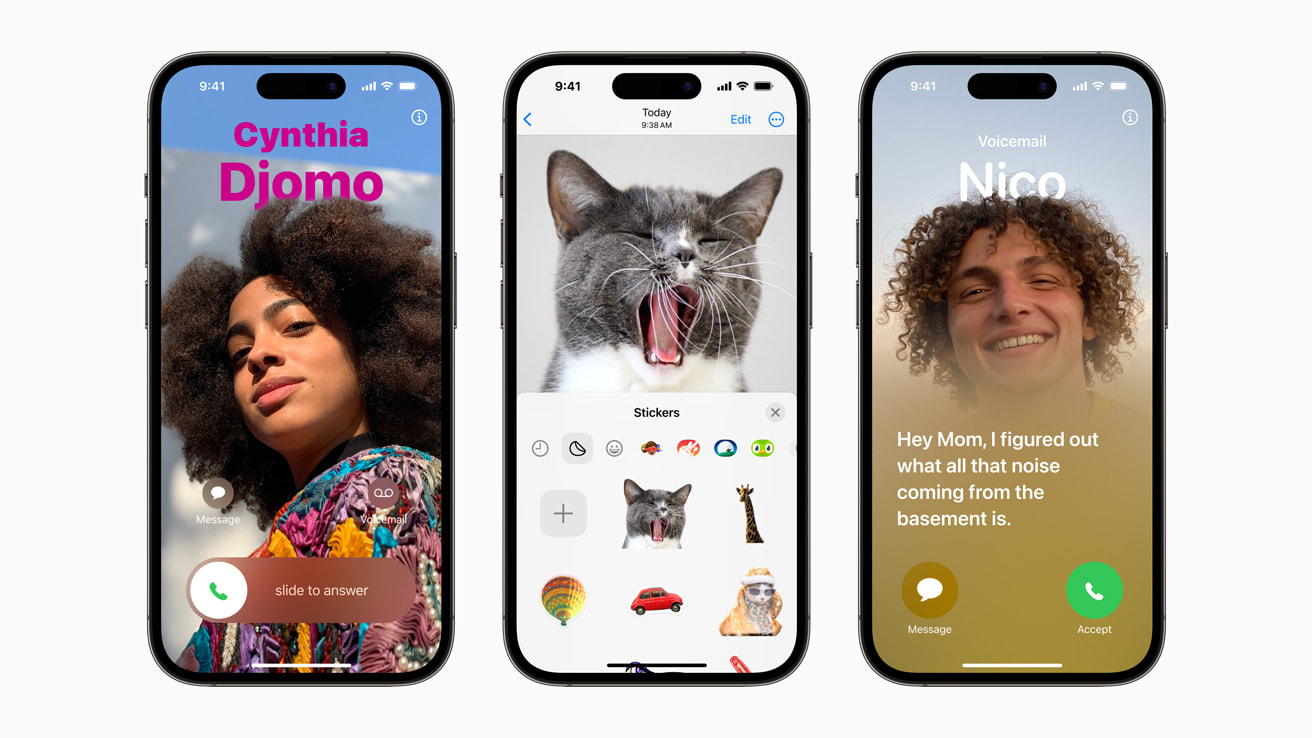 9:41
Cynthia
Djomo
Message
Voicemail
slide to answer
9:41
Today
9:38 AM
Edit
Stickers
9:41
Voicemail
Nico
Hey Mom, I figured out
what all that noise
coming from the
basement is.
Message
Accept